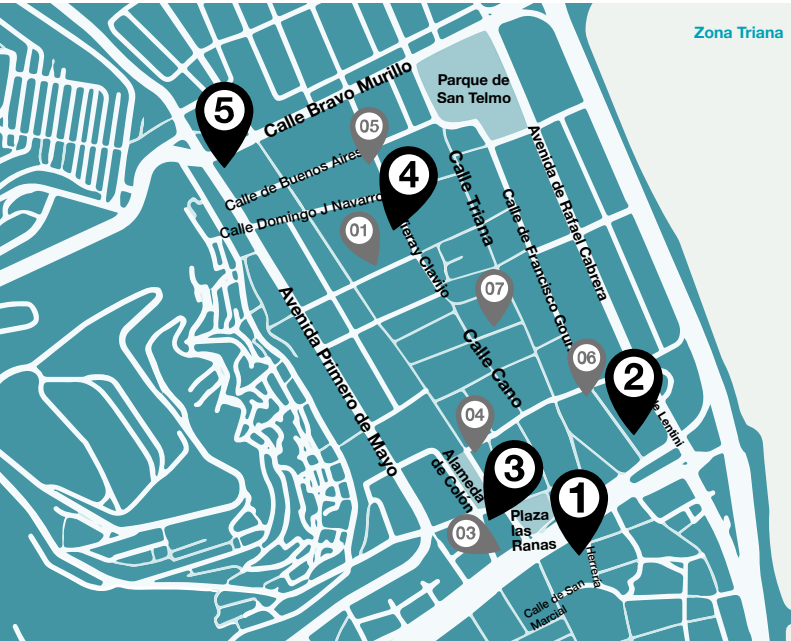 Zona Triana
Parque de
San Telmo
5
Calle Bravo Murillo
05
Calle de Buenos Aires
4
Calle Domingo J Navarro
01
Calle Triana
Avenida de Rafael Cabrera
Calle de Francisco Gour
Clavijo
07
Avenida Primero de Mayo
Calle Cano
06
2
de Lentini
04
Alameda
de Colón
3
1
Plaza
las
Ranas
03
Herrería
Calle de San
Marcial